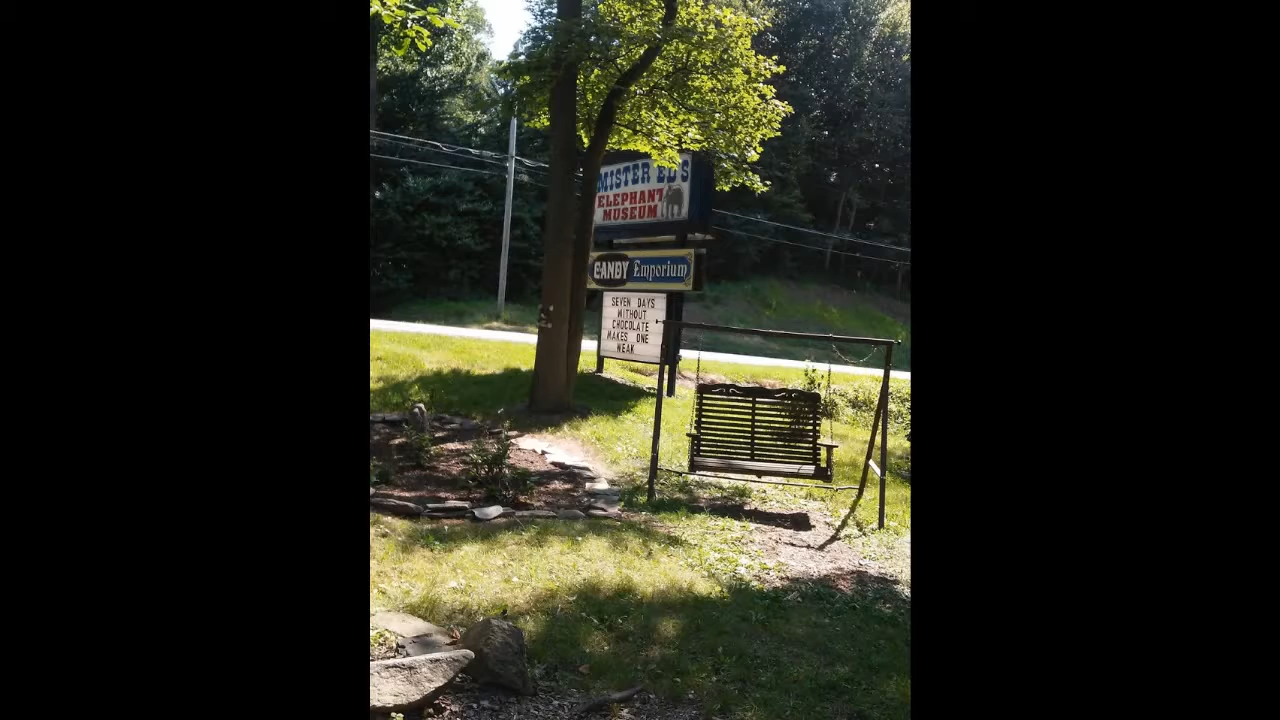 MISTER ED'S
ELEPHANT
MUSEUM
CANDY Emporium
SEVEN DAYS
WITHOUT
CHOCOLATE
MAKES ONE
WEAK